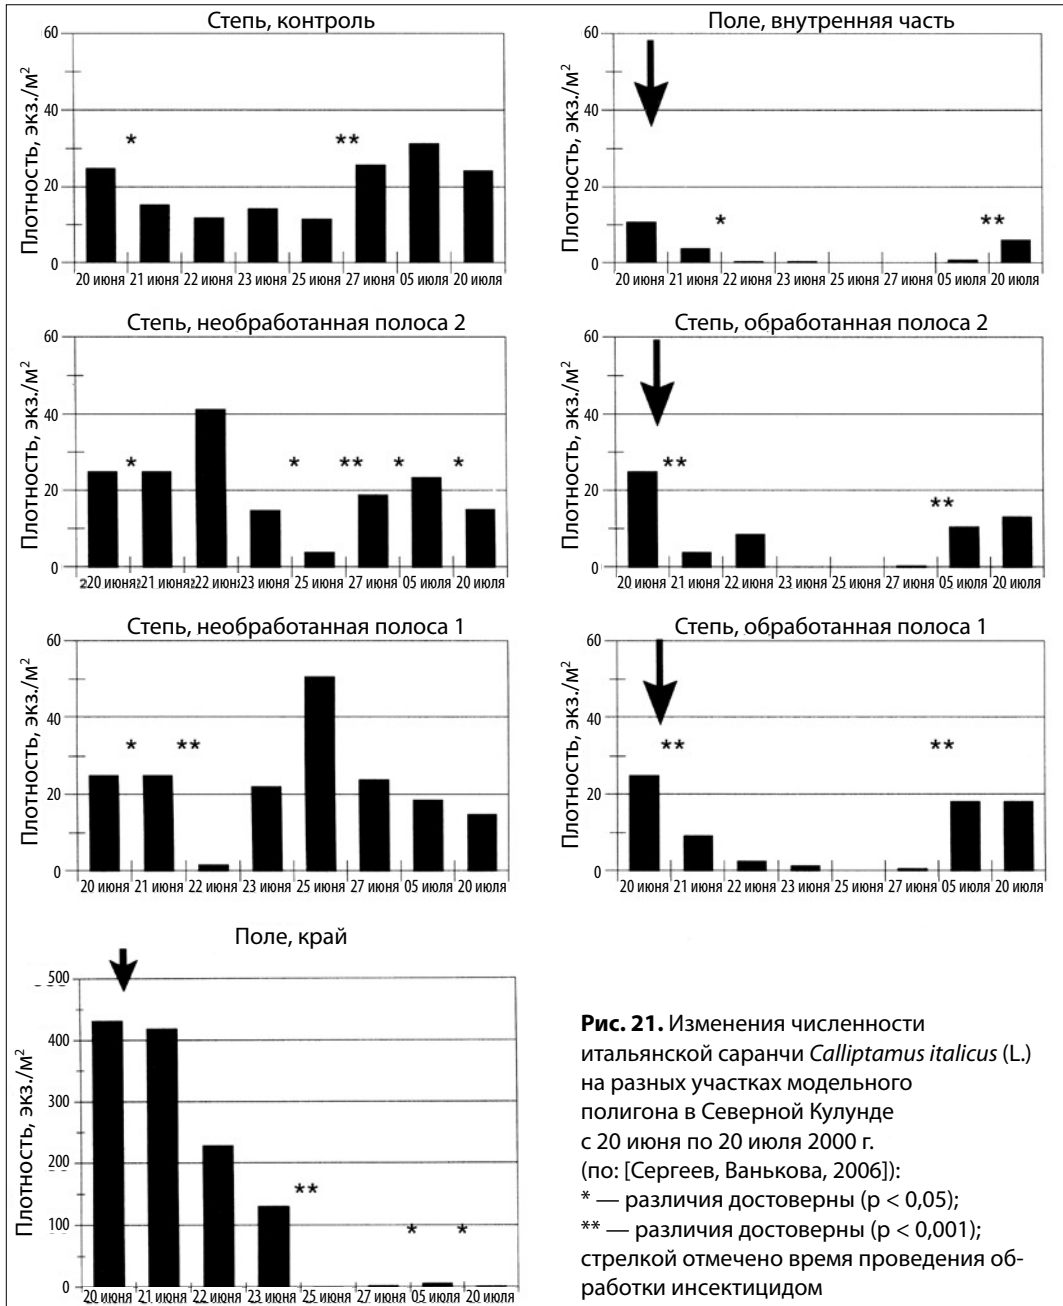 Степь, контроль
Плотность, экз./м²
60
40
20
0
*
**
20 июня 21 июня 22 июня 23 июня 25 июня 27 июня 05 июля 20 июля
Поле, внутренняя часть
Плотность, экз./м²
60
40
20
0
*
**
20 июня 21 июня 22 июня 23 июня 25 июня 27 июня 05 июля 20 июля
Степь, необработанная полоса 2
Плотность, экз./м²
60
40
20
0
*
*
**
*
*
20 июня 21 июня 22 июня 23 июня 25 июня 27 июня 05 июля 20 июля
Степь, обработанная полоса 2
Плотность, экз./м²
60
40
20
0
**
**
20 июня 21 июня 22 июня 23 июня 25 июня 27 июня 05 июля 20 июля
Степь, необработанная полоса 1
Плотность, экз./м²
60
40
20
0
*
**
20 июня 21 июня 22 июня 23 июня 25 июня 27 июня 05 июля 20 июля
Степь, обработанная полоса 1
Плотность, экз./м²
60
40
20
0
**
**
20 июня 21 июня 22 июня 23 июня 25 июня 27 июня 05 июля 20 июля
Поле, край
Плотность, экз./м²
500
400
300
200
100
0
**
*
*
20 июня 21 июня 22 июня 23 июня 25 июня 27 июня 05 июля 20 июля
Рис. 21. Изменения численности
итальянской саранчи Calliptamus italicus (L.)
на разных участках модельного
полигона в Северной Кулунде
с 20 июня по 20 июля 2000 г.
(по: [Сергеев, Ванькова, 2006]):
* — различия достоверны (p < 0,05);
** — различия достоверны (p < 0,001);
стрелкой отмечено время проведения об-
работки инсектицидом